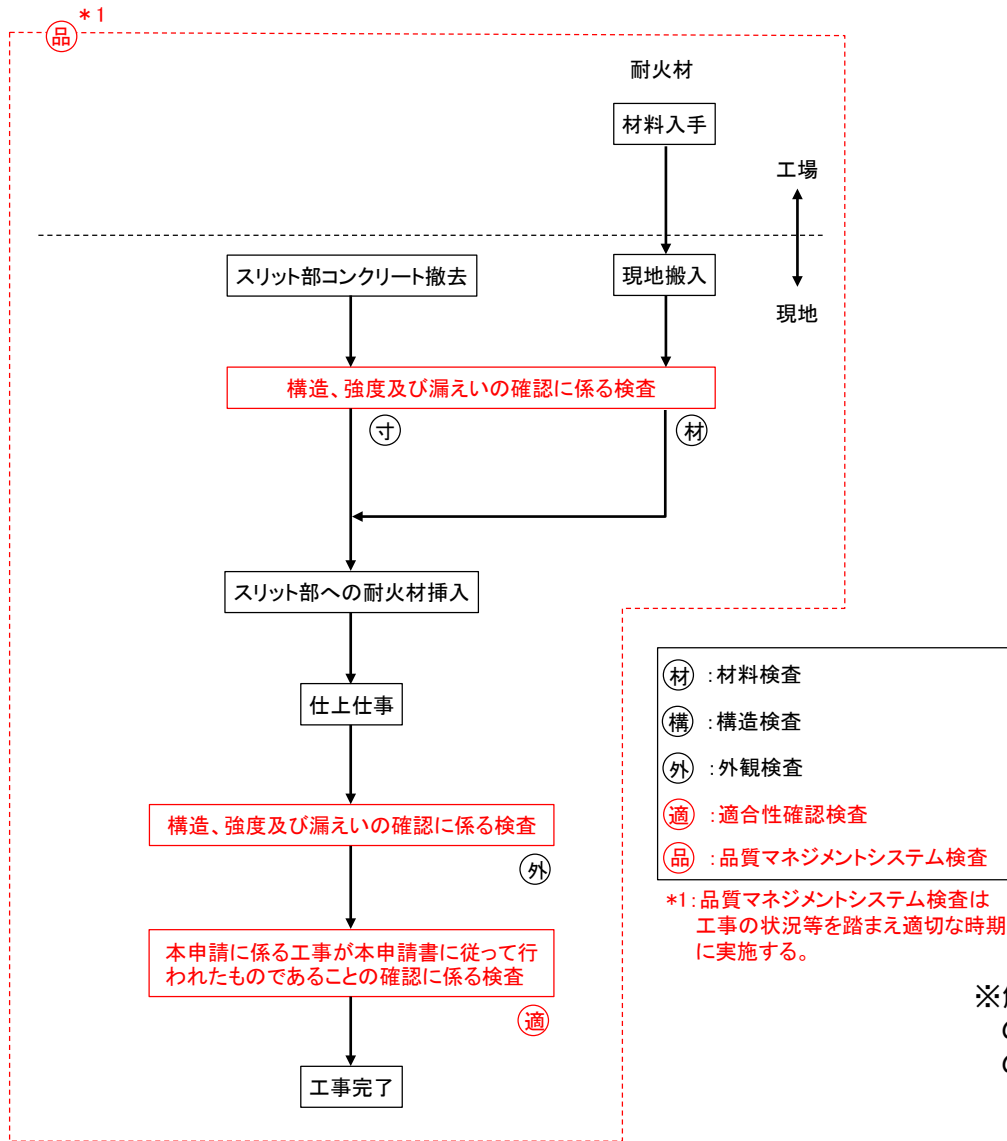 *1
品
耐火材
材料入手
工場
スリット部コンクリート撤去
現地搬入
現地
構造、強度及び漏えいの確認に係る検査
寸
材
スリット部への耐火材挿入
仕上仕事
構造、強度及び漏えいの確認に係る検査
外
本申請に係る工事が本申請書に従って行
われたものであることの確認に係る検査
適
工事完了
材 :材料検査
構 :構造検査
外 :外観検査
適 :適合性確認検査
品 :品質マネジメントシステム検査
*1:品質マネジメントシステム検査は
工事の状況等を踏まえ適切な時期
に実施する。
※